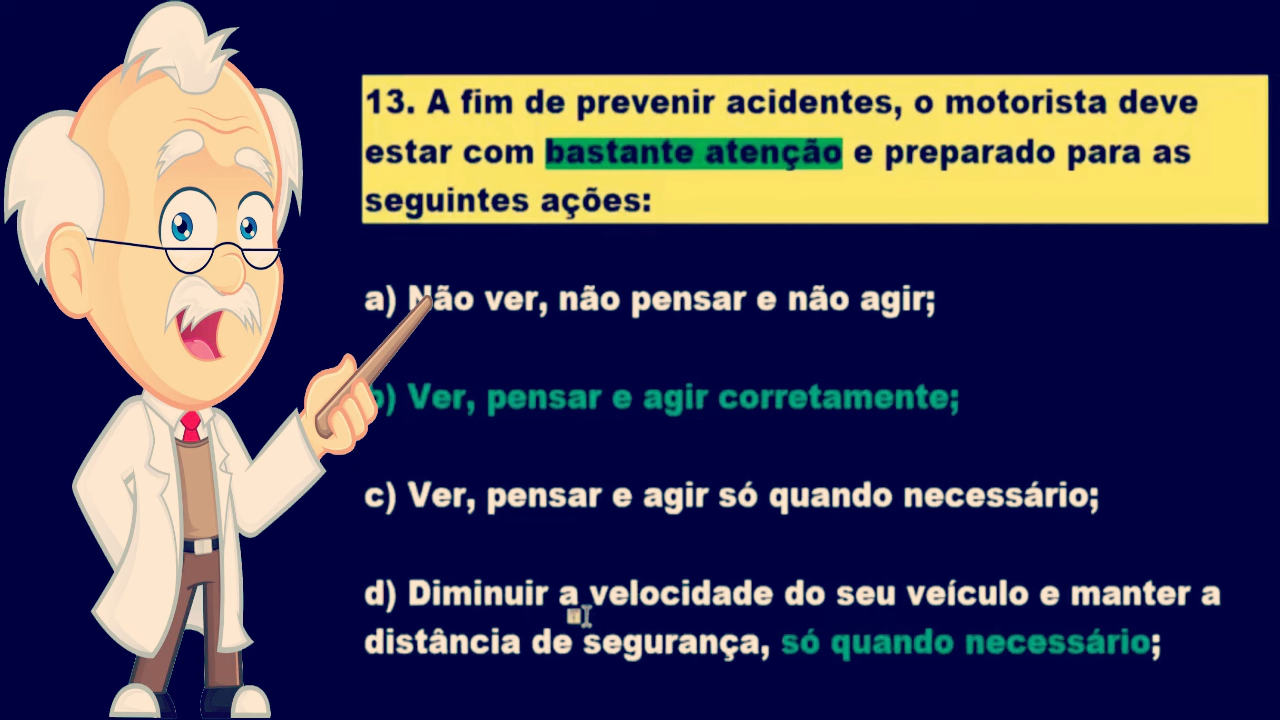 13. A fim de prevenir acidentes, o motorista deve
estar com bastante atenção e preparado para as
seguintes ações:
a) Não ver, não pensar e não agir;
b) Ver, pensar e agir corretamente;
c) Ver, pensar e agir só quando necessário;
d) Diminuir a velocidade do seu veículo e manter a
distância de segurança, só quando necessário;